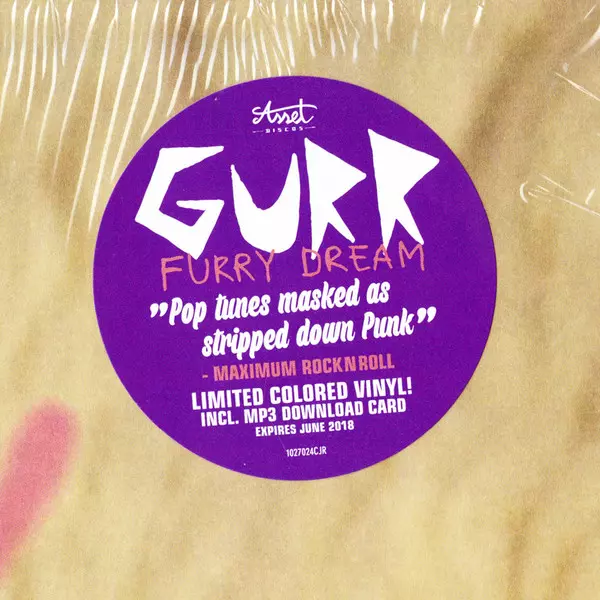 Asset
DISCOS
GURR
FURRY DREAM
"Pop tunes masked as
stripped down Punk"
- MAXIMUM ROCKNROLL
LIMITED COLORED VINYL!
INCL. MP3 DOWNLOAD CARD
EXPIRES JUNE 2018
1027024CJR